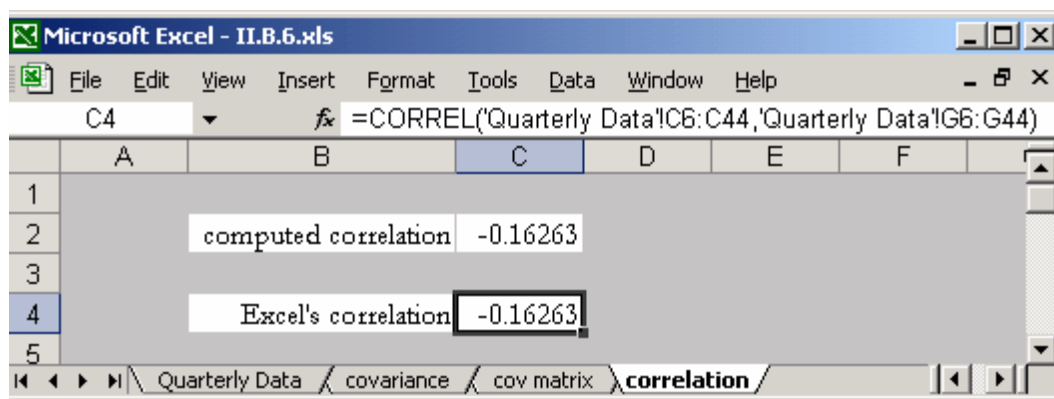 Microsoft Excel - II.B.6.xls
File Edit View Insert Format Tools Data Window Help
C4 fx =CORREL('Quarterly Data'!C6:C44,'Quarterly Data'!G6:G44)
A B C D E F
1
2 computed correlation -0.16263
3
4 Excel's correlation -0.16263
5
Quarterly Data / covariance / cov matrix \ correlation /